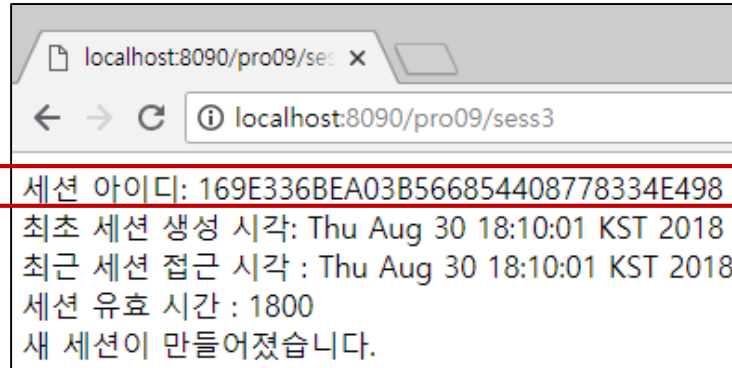 localhost:8090/pro09/ses
localhost:8090/pro09/sess3
세션 아이디: 169E336BEA03B566854408778334E498
최초 세션 생성 시각: Thu Aug 30 18:10:01 KST 2018
최근 세션 접근 시각 : Thu Aug 30 18:10:01 KST 2018
세션 유효 시간 : 1800
새 세션이 만들어졌습니다.